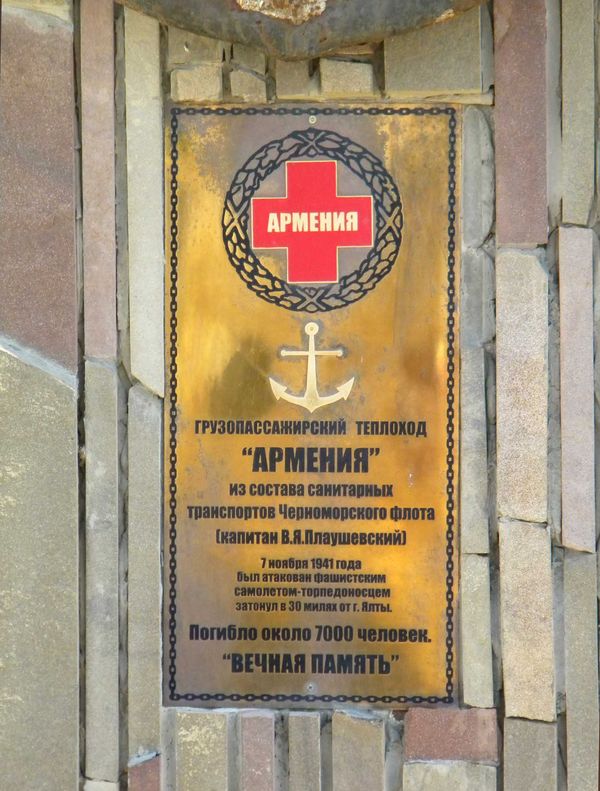 АРМЕНИЯ
ГРУЗОПАССАЖИРСКИЙ ТЕПЛОХОД
“АРМЕНИЯ”
из состава санитарных
транспортов Черноморского флота
(капитан В.Я.Плаушевский)
7 ноября 1941 года
был атакован фашистским
самолетом-торпедоносцем
затонул в 30 милях от г. Ялты.
Погибло около 7000 человек.
“ВЕЧНАЯ ПАМЯТЬ”